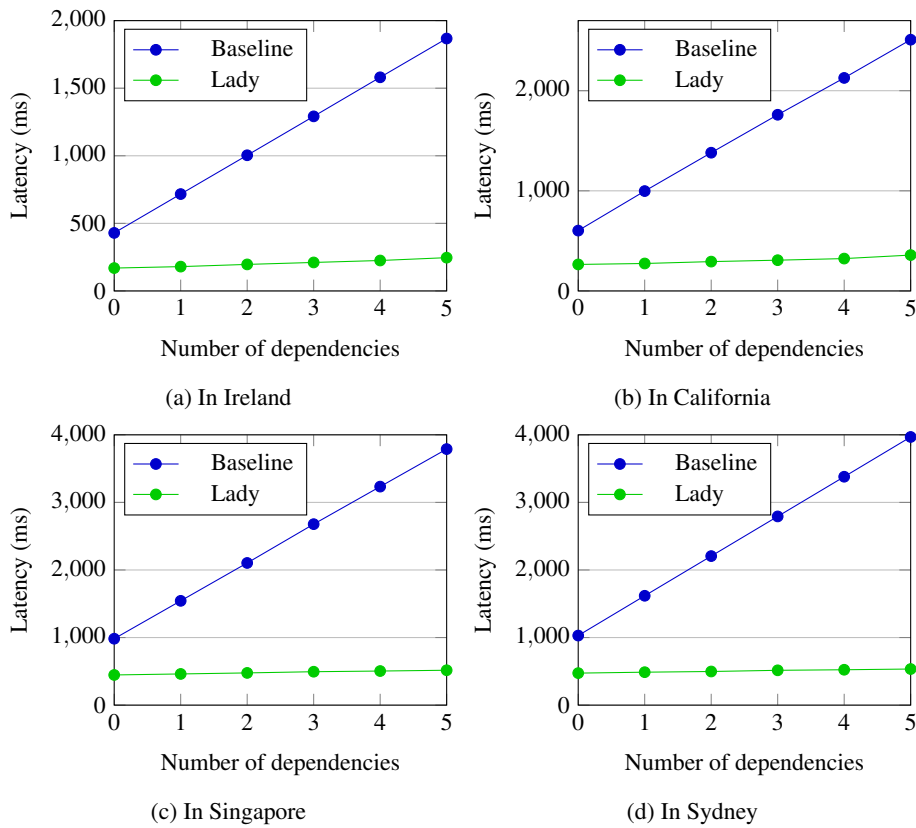 2,000
1,500
1,000
500
0
Latency (ms)
Baseline
Lady
0 1 2 3 4 5
Number of dependencies
(a) In Ireland
2,000
1,000
0
Latency (ms)
Baseline
Lady
0 1 2 3 4 5
Number of dependencies
(b) In California
4,000
3,000
2,000
1,000
0
Latency (ms)
Baseline
Lady
0 1 2 3 4 5
Number of dependencies
(c) In Singapore
4,000
3,000
2,000
1,000
0
Latency (ms)
Baseline
Lady
0 1 2 3 4 5
Number of dependencies
(d) In Sydney